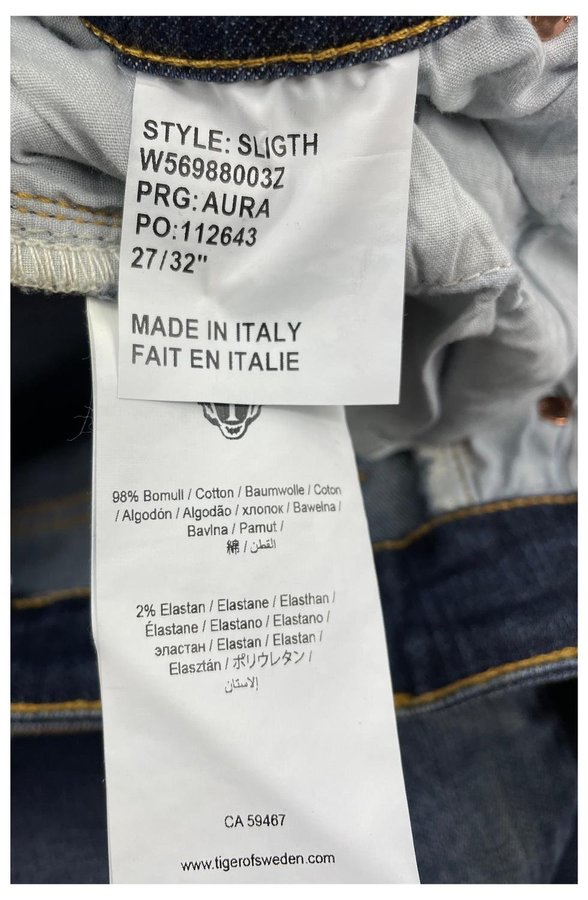 STYLE: SLIGTH
W56988003Z
PRG: AURA
PO:112643
27/32"
MADE IN ITALY
FAIT EN ITALIE
98% Bomull / Cotton / Baumwolle / Coton
/ Algodón / Algodão / хлопок / Bawełna /
Bavlna / Pamut /
綿 / القطن
2% Elastan / Elastane / Elasthan /
Élastane / Elastano / Elastano /
эластан / Elastan / Elastan /
Elasztán / ポリウレタン /
إلاستان
CA 59467
www.tigerofsweden.com